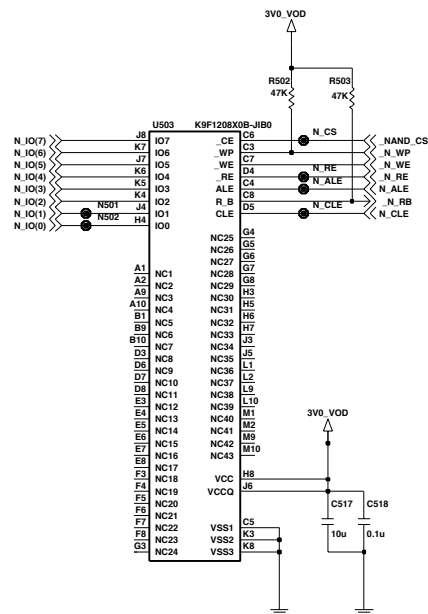 3V0_VOD
R502
47K
R503
47K
U503 K9F1208X0B-JIB0
N_IO(7) J8 IO7 _CE C6 N_CS _NAND_CS
N_IO(6) K7 IO6 _WP C3 _N_WP
N_IO(5) J7 IO5 _WE C7 _N_WE
N_IO(4) K6 IO4 _RE D4 N_RE _N_RE
N_IO(3) K5 IO3 ALE C4 N_ALE N_ALE
N_IO(2) K4 IO2 R_B C8 _N_RB
N_IO(1) N501 J4 IO1 CLE D5 N_CLE N_CLE
N_IO(0) N502 H4 IO0
NC25 G4
NC26 G5
NC27 G6
A1 NC1 NC28 G7
A2 NC2 NC29 G8
A9 NC3 NC30 H3
A10 NC4 NC31 H5
B1 NC5 NC32 H6
B9 NC6 NC33 H7
B10 NC7 NC34 J3
D3 NC8 NC35 J5
D6 NC9 NC36 L1
D7 NC10 NC37 L2
D8 NC11 NC38 L9
E3 NC12 NC39 L10
E4 NC13 NC40 M1
E5 NC14 NC41 M2
E6 NC15 NC42 M9
E7 NC16 NC43 M10
E8 NC17
F3 NC18 VCC H8
F4 NC19 VCCQ J6
F5 NC20
F6 NC21
F7 NC22 VSS1 C5
F8 NC23 VSS2 K3
G3 NC24 VSS3 K8
3V0_VOD
C517
10u
C518
0.1u